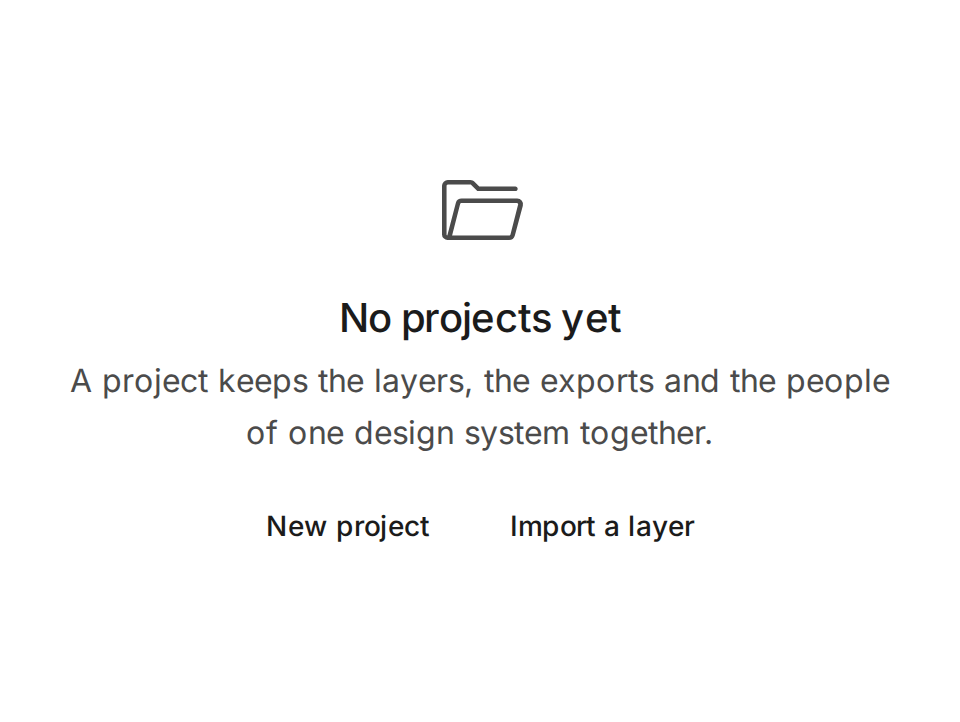 No projects yet
A project keeps the layers, the exports and the people
of one design system together.
New project
Import a layer